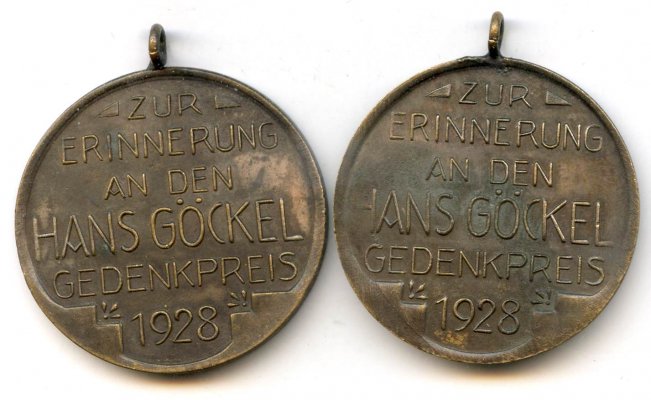 ZUR
ERINNERUNG
AN DEN
HANS GÖCKEL
GEDENKPREIS
1928
ZUR
ERINNERUNG
AN DEN
HANS GÖCKEL
GEDENKPREIS
1928